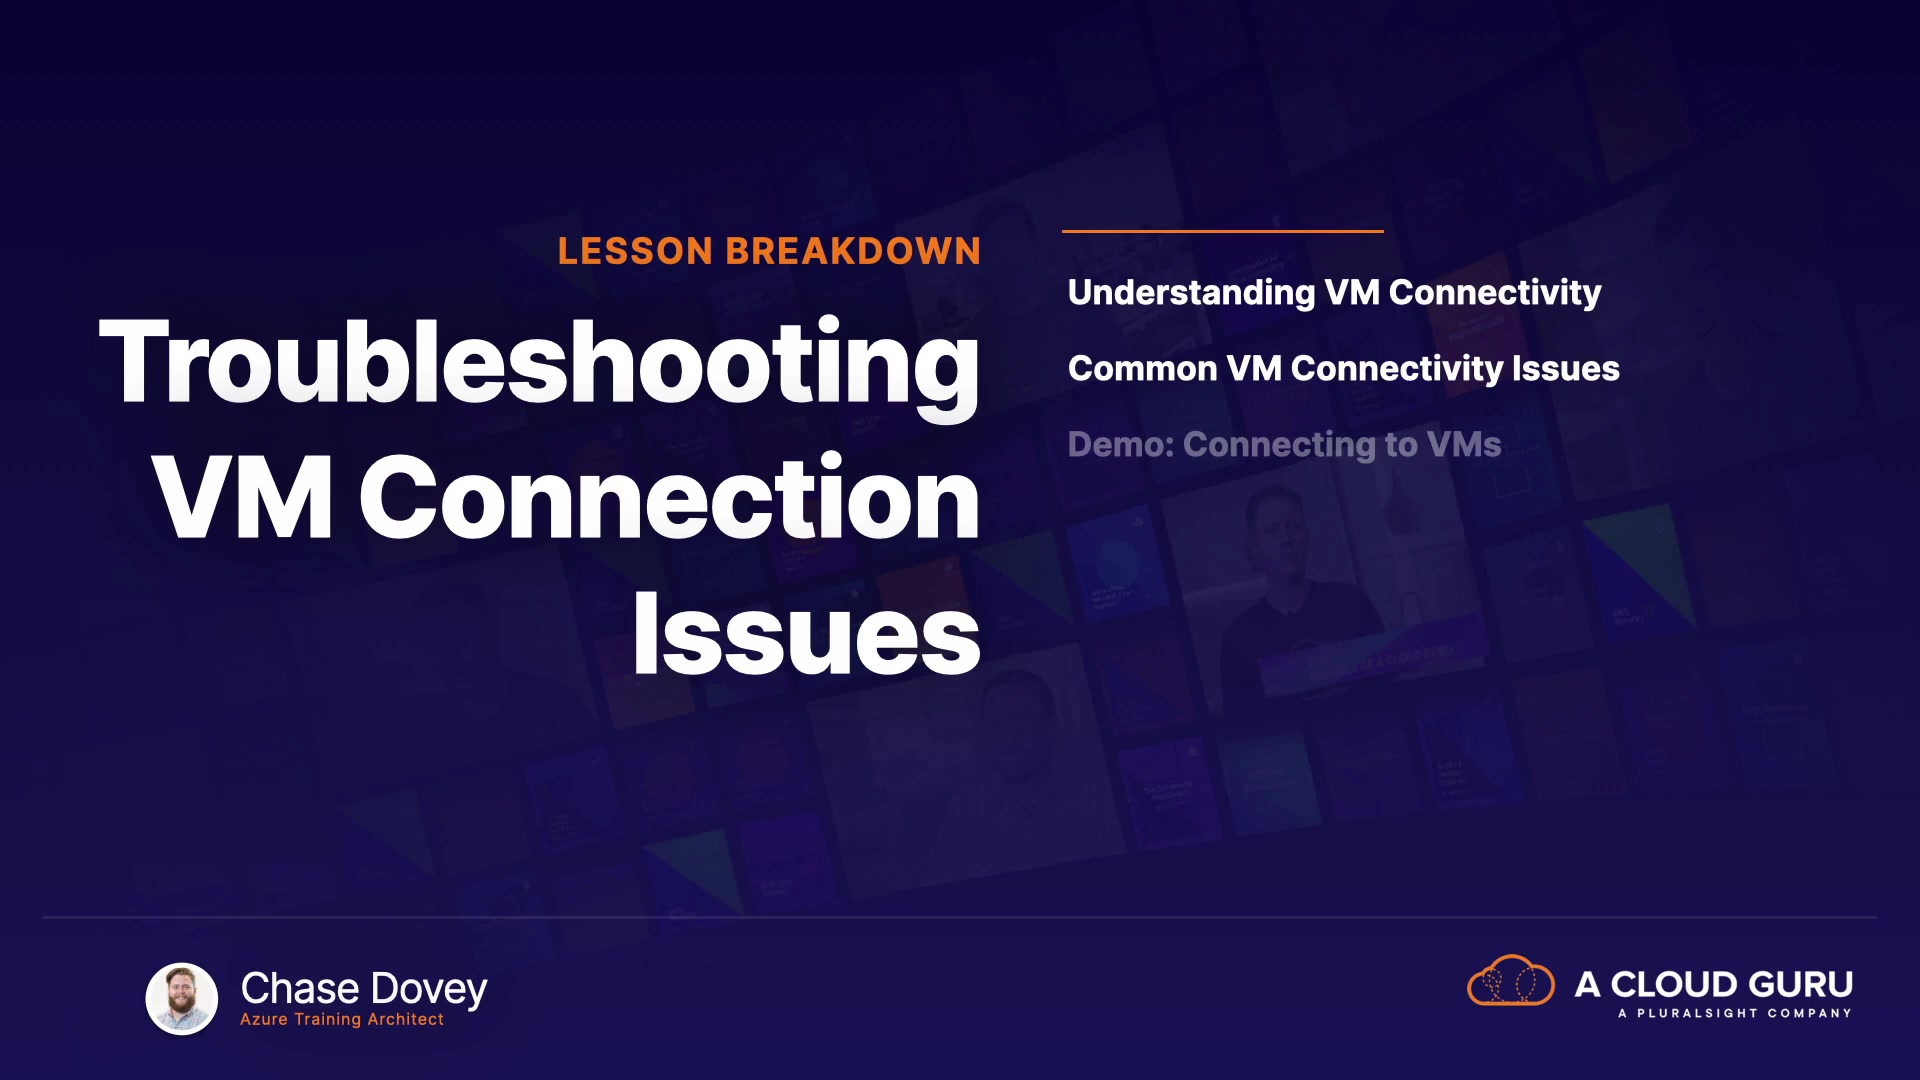 LESSON BREAKDOWN
Troubleshooting
VM Connection
Issues
Understanding VM Connectivity
Common VM Connectivity Issues
Demo: Connecting to VMs
Chase Dovey
Azure Training Architect
A CLOUD GURU
A PLURALSIGHT COMPANY